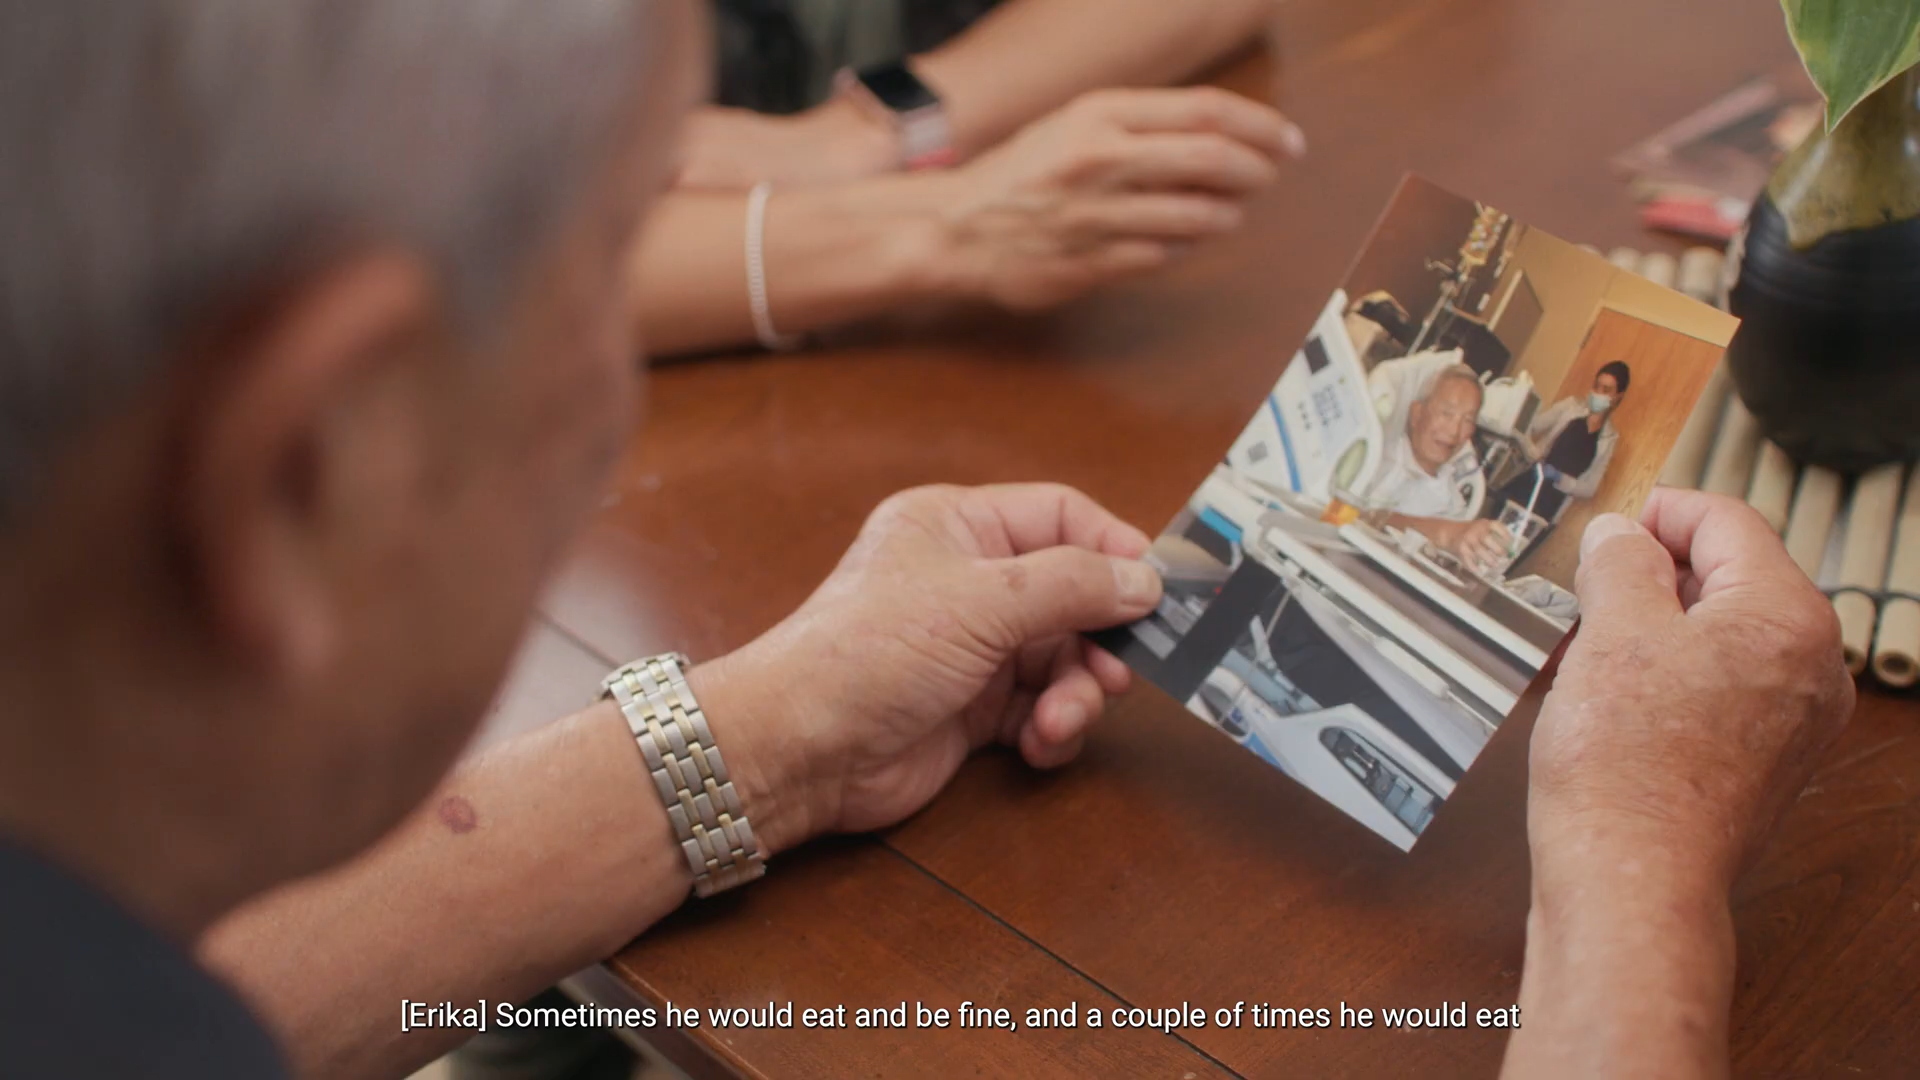 [Erika] Sometimes he would eat and be fine, and a couple of times he would eat